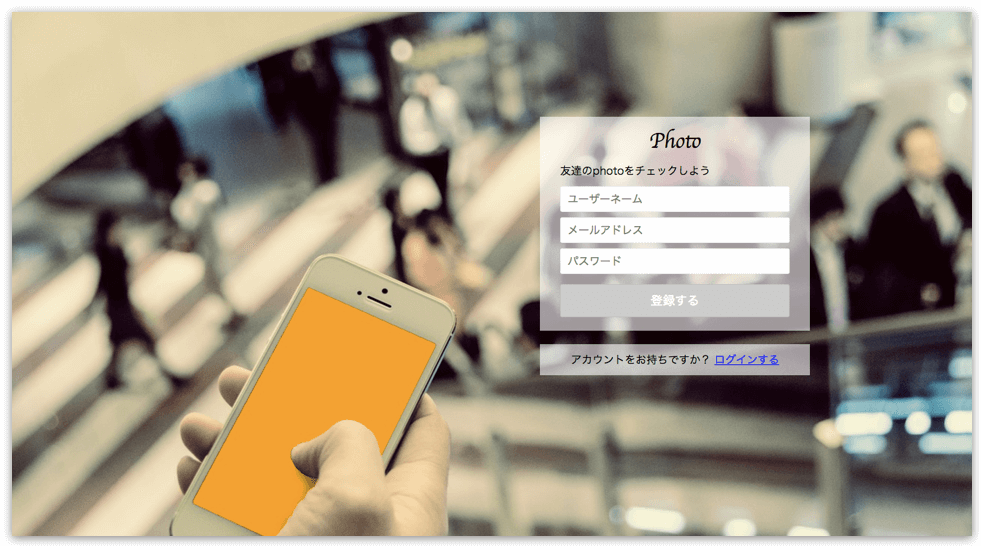 Photo
友達のphotoをチェックしよう
ユーザーネーム
メールアドレス
パスワード
登録する
アカウントをお持ちですか？ ログインする